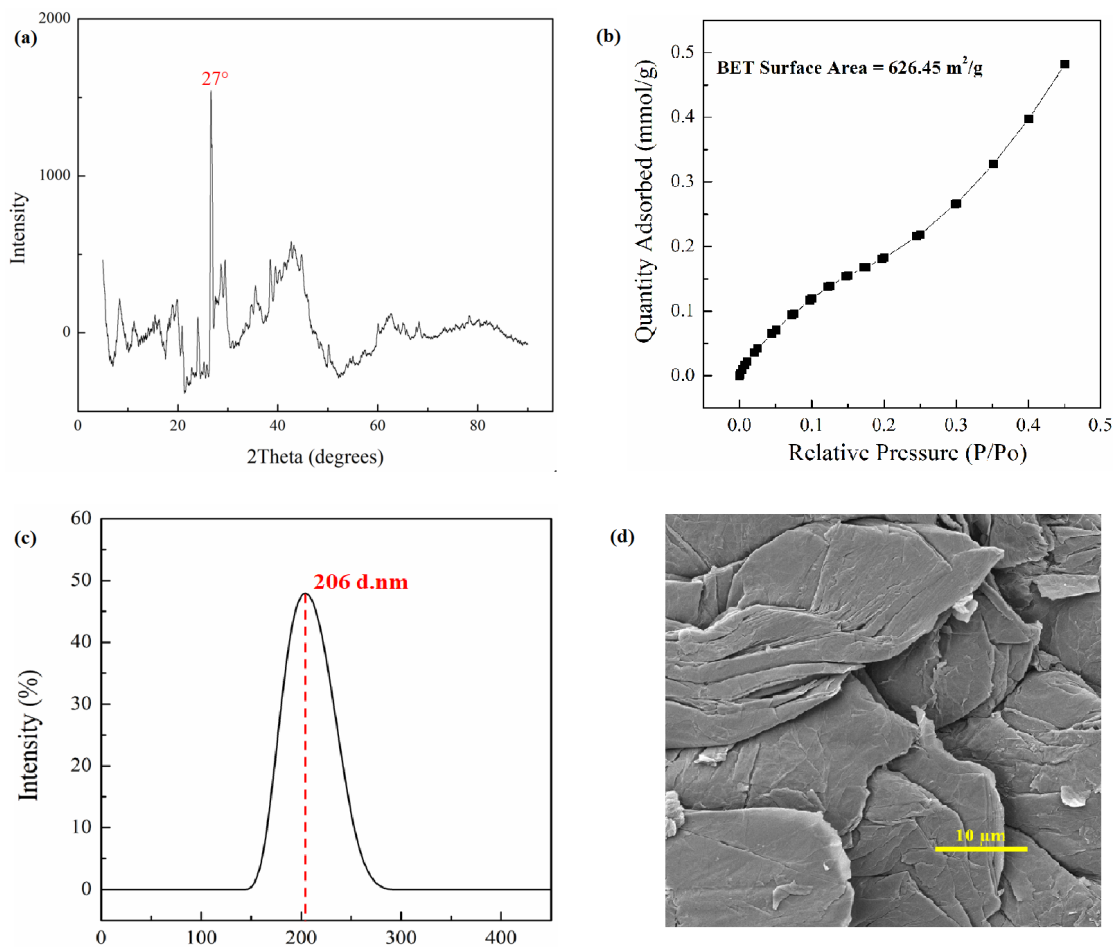 (a)
2000
1000
0
Intensity
27°
0
20
40
60
80
2Theta (degrees)
(b)
BET Surface Area = 626.45 m²/g
0.5
0.4
0.3
0.2
0.1
0.0
Quantity Adsorbed (mmol/g)
0.0
0.1
0.2
0.3
0.4
0.5
Relative Pressure (P/Po)
(c)
60
50
40
30
20
10
0
Intensity (%)
206 d.nm
0
100
200
300
400
(d)
10 µm